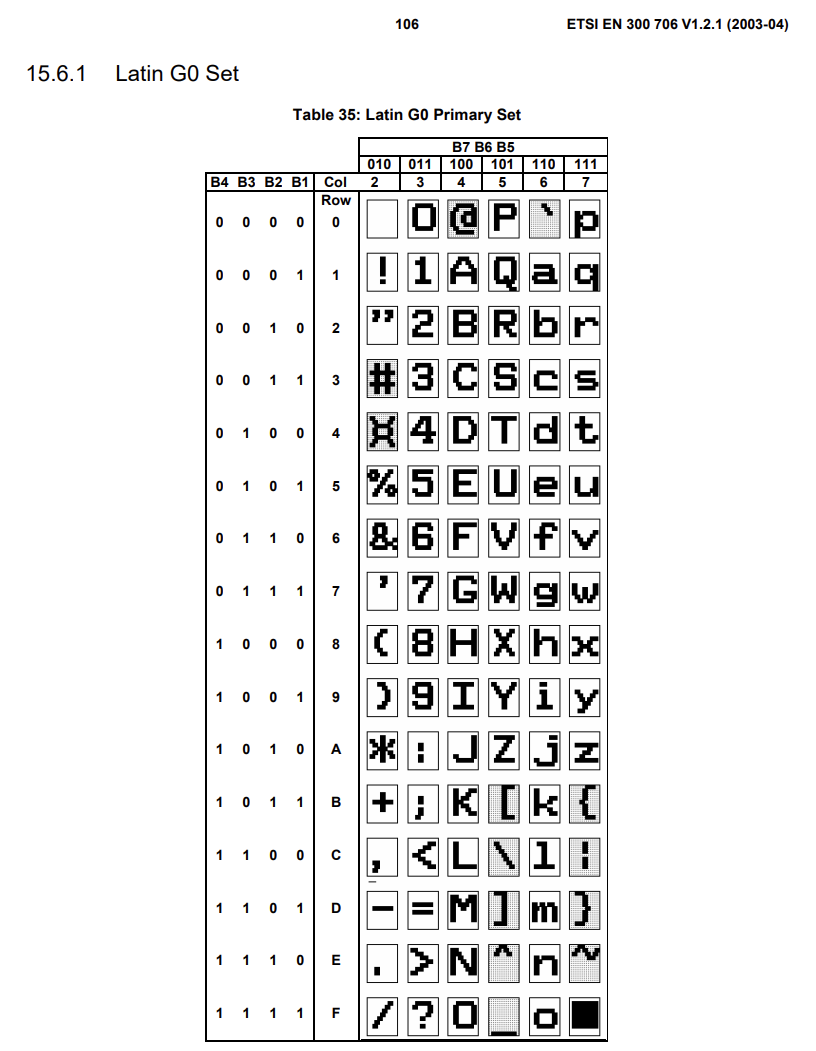 106 ETSI EN 300 706 V1.2.1 (2003-04)
15.6.1 Latin G0 Set
Table 35: Latin G0 Primary Set
B7 B6 B5
010 011 100 101 110 111
B4 B3 B2 B1 Col 2 3 4 5 6 7
Row
0 0 0 0 0 0 @ P ` p
0 0 0 1 1 ! 1 A Q a q
0 0 1 0 2 " 2 B R b r
0 0 1 1 3 # 3 C S c s
0 1 0 0 4 ¤ 4 D T d t
0 1 0 1 5 % 5 E U e u
0 1 1 0 6 & 6 F V f v
0 1 1 1 7 ' 7 G W g w
1 0 0 0 8 ( 8 H X h x
1 0 0 1 9 ) 9 I Y i y
1 0 1 0 A * : J Z j z
1 0 1 1 B + ; K [ k {
1 1 0 0 C , < L \ l ¦
1 1 0 1 D - = M ] m }
1 1 1 0 E . > N ^ n ~
1 1 1 1 F / ? O _ o ■